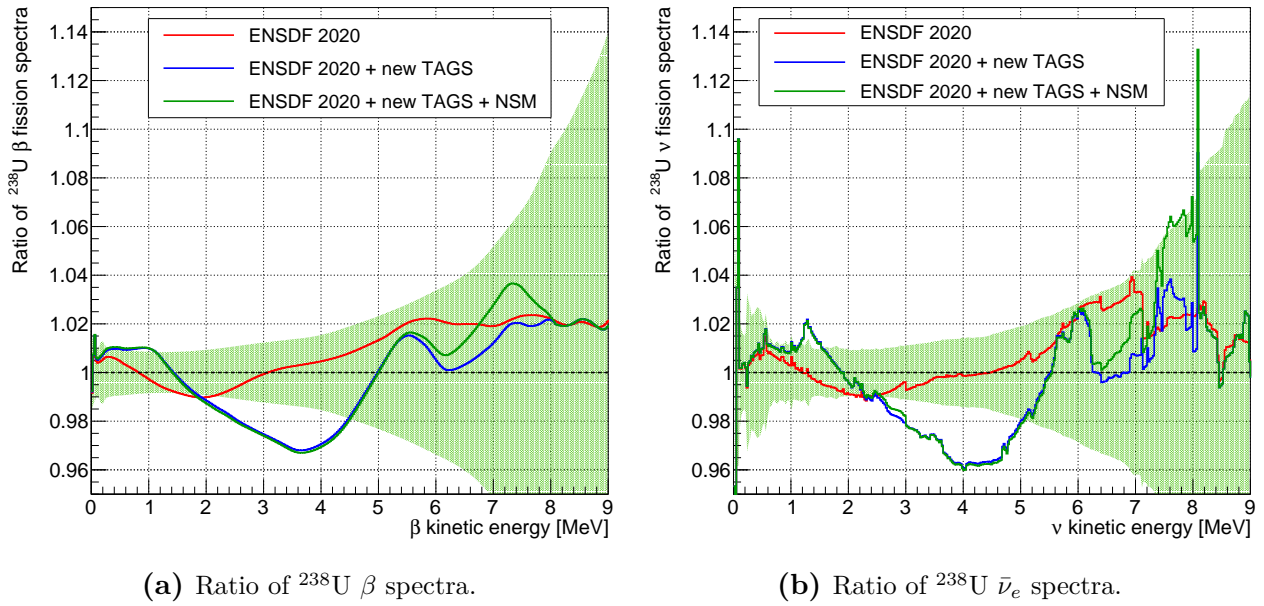 Ratio of ²³⁸U β fission spectra
1.14
1.12
1.1
1.08
1.06
1.04
1.02
1
0.98
0.96
ENSDF 2020
ENSDF 2020 + new TAGS
ENSDF 2020 + new TAGS + NSM
0 1 2 3 4 5 6 7 8 9
β kinetic energy [MeV]
(a) Ratio of ²³⁸U β spectra.
Ratio of ²³⁸U ν fission spectra
1.14
1.12
1.1
1.08
1.06
1.04
1.02
1
0.98
0.96
ENSDF 2020
ENSDF 2020 + new TAGS
ENSDF 2020 + new TAGS + NSM
0 1 2 3 4 5 6 7 8 9
ν kinetic energy [MeV]
(b) Ratio of ²³⁸U ν̄ₑ spectra.